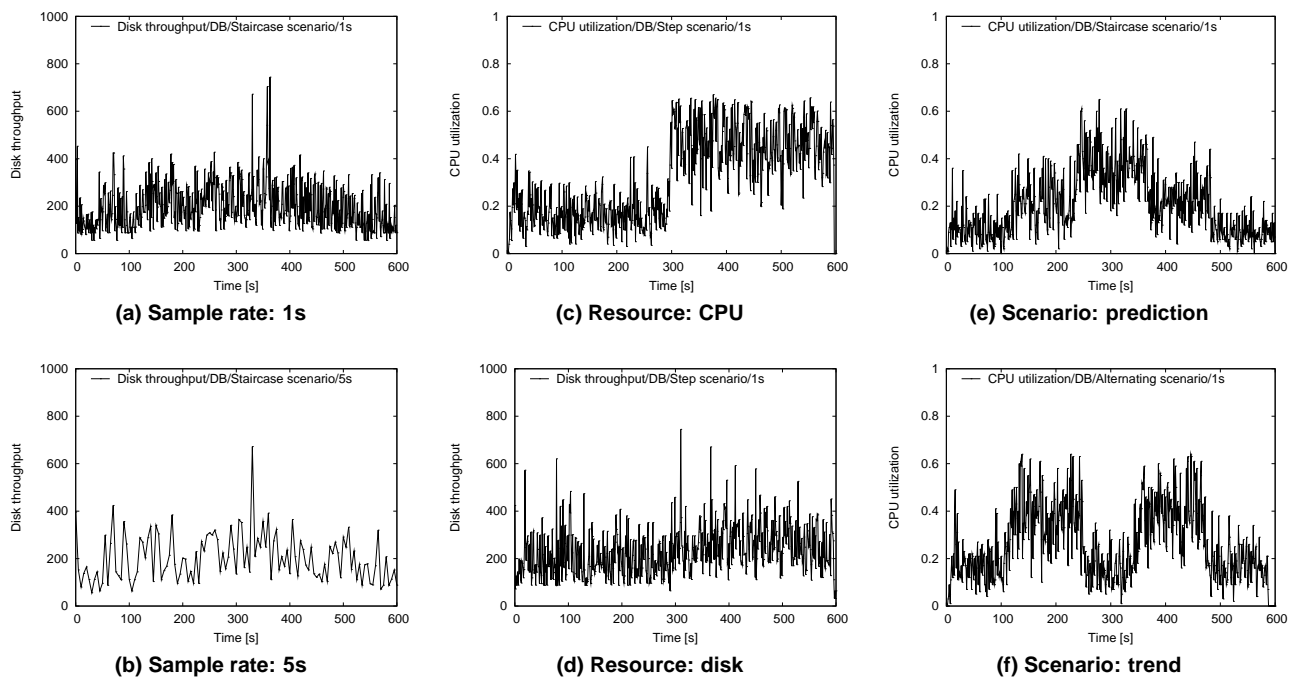 Disk throughput/DB/Staircase scenario/1s
1000
800
600
400
200
0
Disk throughput
0 100 200 300 400 500 600
Time [s]
(a) Sample rate: 1s
CPU utilization/DB/Step scenario/1s
1
0.8
0.6
0.4
0.2
0
CPU utilization
0 100 200 300 400 500 600
Time [s]
(c) Resource: CPU
CPU utilization/DB/Staircase scenario/1s
1
0.8
0.6
0.4
0.2
0
CPU utilization
0 100 200 300 400 500 600
Time [s]
(e) Scenario: prediction
Disk throughput/DB/Staircase scenario/5s
1000
800
600
400
200
0
Disk throughput
0 100 200 300 400 500 600
Time [s]
(b) Sample rate: 5s
Disk throughput/DB/Step scenario/1s
1000
800
600
400
200
0
Disk throughput
0 100 200 300 400 500 600
Time [s]
(d) Resource: disk
CPU utilization/DB/Alternating scenario/1s
1
0.8
0.6
0.4
0.2
0
CPU utilization
0 100 200 300 400 500 600
Time [s]
(f) Scenario: trend